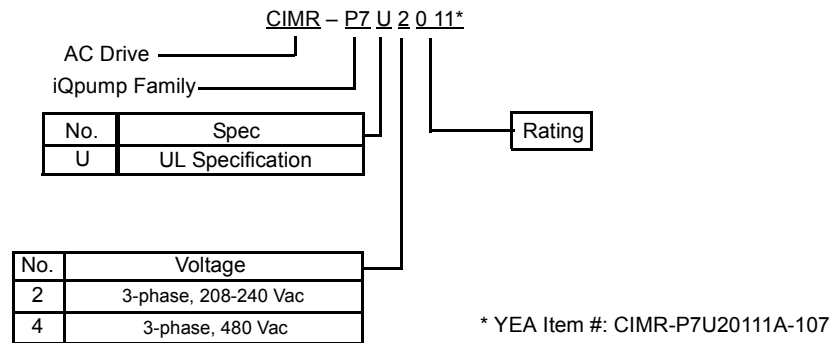 CIMR – P7 U 2 0 11*
AC Drive
iQpump Family
No. Spec
U UL Specification
Rating
No. Voltage
2 3-phase, 208-240 Vac
4 3-phase, 480 Vac
* YEA Item #: CIMR-P7U20111A-107